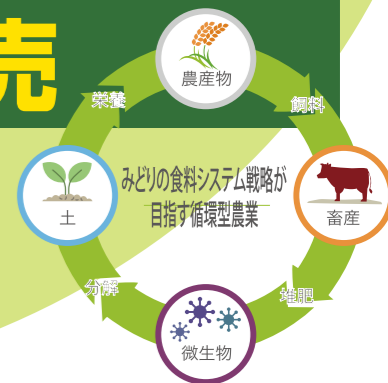 売
農産物
栄養
飼料
みどりの食料システム戦略が
目指す循環型農業
土
畜産
分解
堆肥
微生物